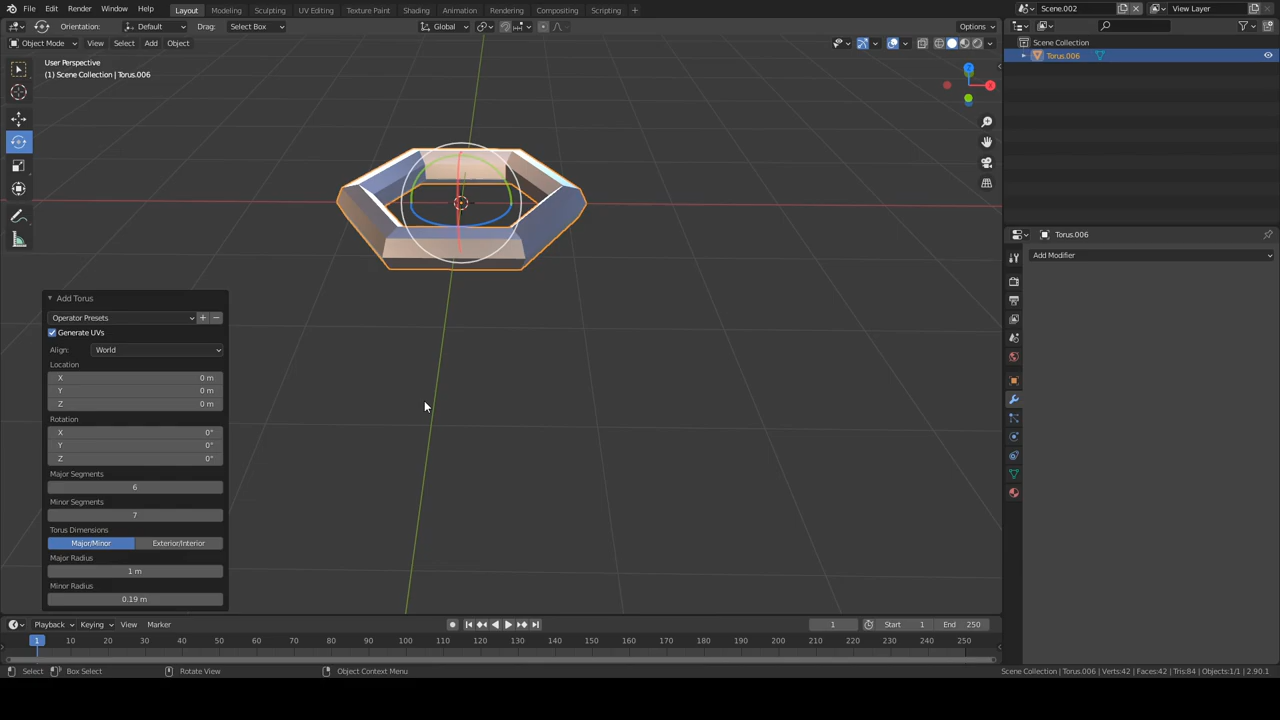 File Edit Render Window Help Layout Modeling Sculpting UV Editing Texture Paint Shading Animation Rendering Compositing Scripting + Scene.002 View Layer
Orientation: Default Drag: Select Box Global Options
Object Mode View Select Add Object
User Perspective
(1) Scene Collection | Torus.006
Scene Collection
Torus.006
Torus.006
Add Modifier
Add Torus
Operator Presets
Generate UVs
Align: World
Location
X 0 m
Y 0 m
Z 0 m
Rotation
X 0°
Y 0°
Z 0°
Major Segments
6
Minor Segments
7
Torus Dimensions
Major/Minor Exterior/Interior
Major Radius
1 m
Minor Radius
0.19 m
Playback Keying View Marker 1 Start 1 End 250
1 10 20 30 40 50 60 70 80 90 100 110 120 130 140 150 160 170 180 190 200 210 220 230 240 250
Select Box Select Rotate View Object Context Menu Scene Collection | Torus.006 | Verts:42 | Faces:42 | Tris:84 | Objects:1/1 | 2.90.1